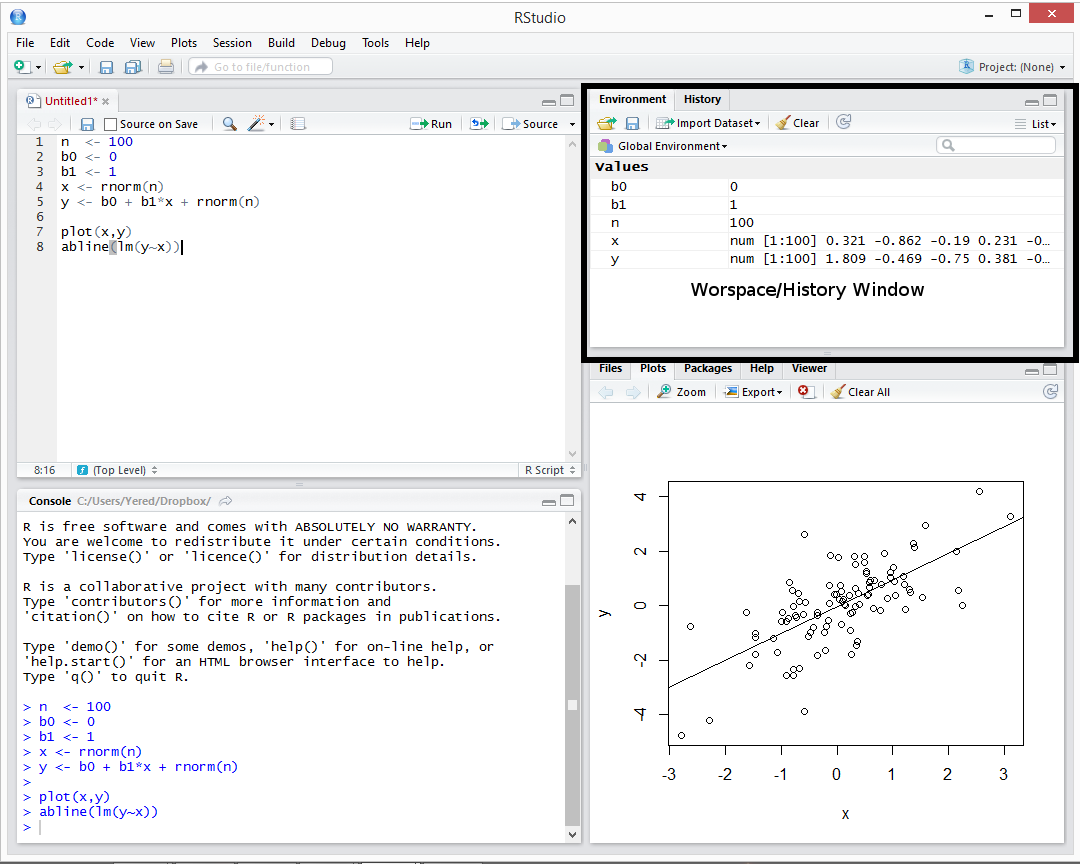 RStudio
File Edit Code View Plots Session Build Debug Tools Help
Go to file/function
Project: (None)
Untitled1*
Source on Save
Run
Source
1 n  <- 100
2 b0 <- 0
3 b1 <- 1
4 x <- rnorm(n)
5 y <- b0 + b1*x + rnorm(n)
6
7 plot(x,y)
8 abline(lm(y~x))
8:16 (Top Level) R Script
Console C:/Users/Yered/Dropbox/
R is free software and comes with ABSOLUTELY NO WARRANTY.
You are welcome to redistribute it under certain conditions.
Type 'license()' or 'licence()' for distribution details.
R is a collaborative project with many contributors.
Type 'contributors()' for more information and
'citation()' on how to cite R or R packages in publications.
Type 'demo()' for some demos, 'help()' for on-line help, or
'help.start()' for an HTML browser interface to help.
Type 'q()' to quit R.
> n  <- 100
> b0 <- 0
> b1 <- 1
> x <- rnorm(n)
> y <- b0 + b1*x + rnorm(n)
>
> plot(x,y)
> abline(lm(y~x))
>
Environment History
Import Dataset Clear List
Global Environment
Values
b0 0
b1 1
n 100
x num [1:100] 0.321 -0.862 -0.19 0.231 -0…
y num [1:100] 1.809 -0.469 -0.75 0.381 -0…
Worspace/History Window
Files Plots Packages Help Viewer
Zoom Export Clear All
4
2
0
-2
-4
y
-3 -2 -1 0 1 2 3
x